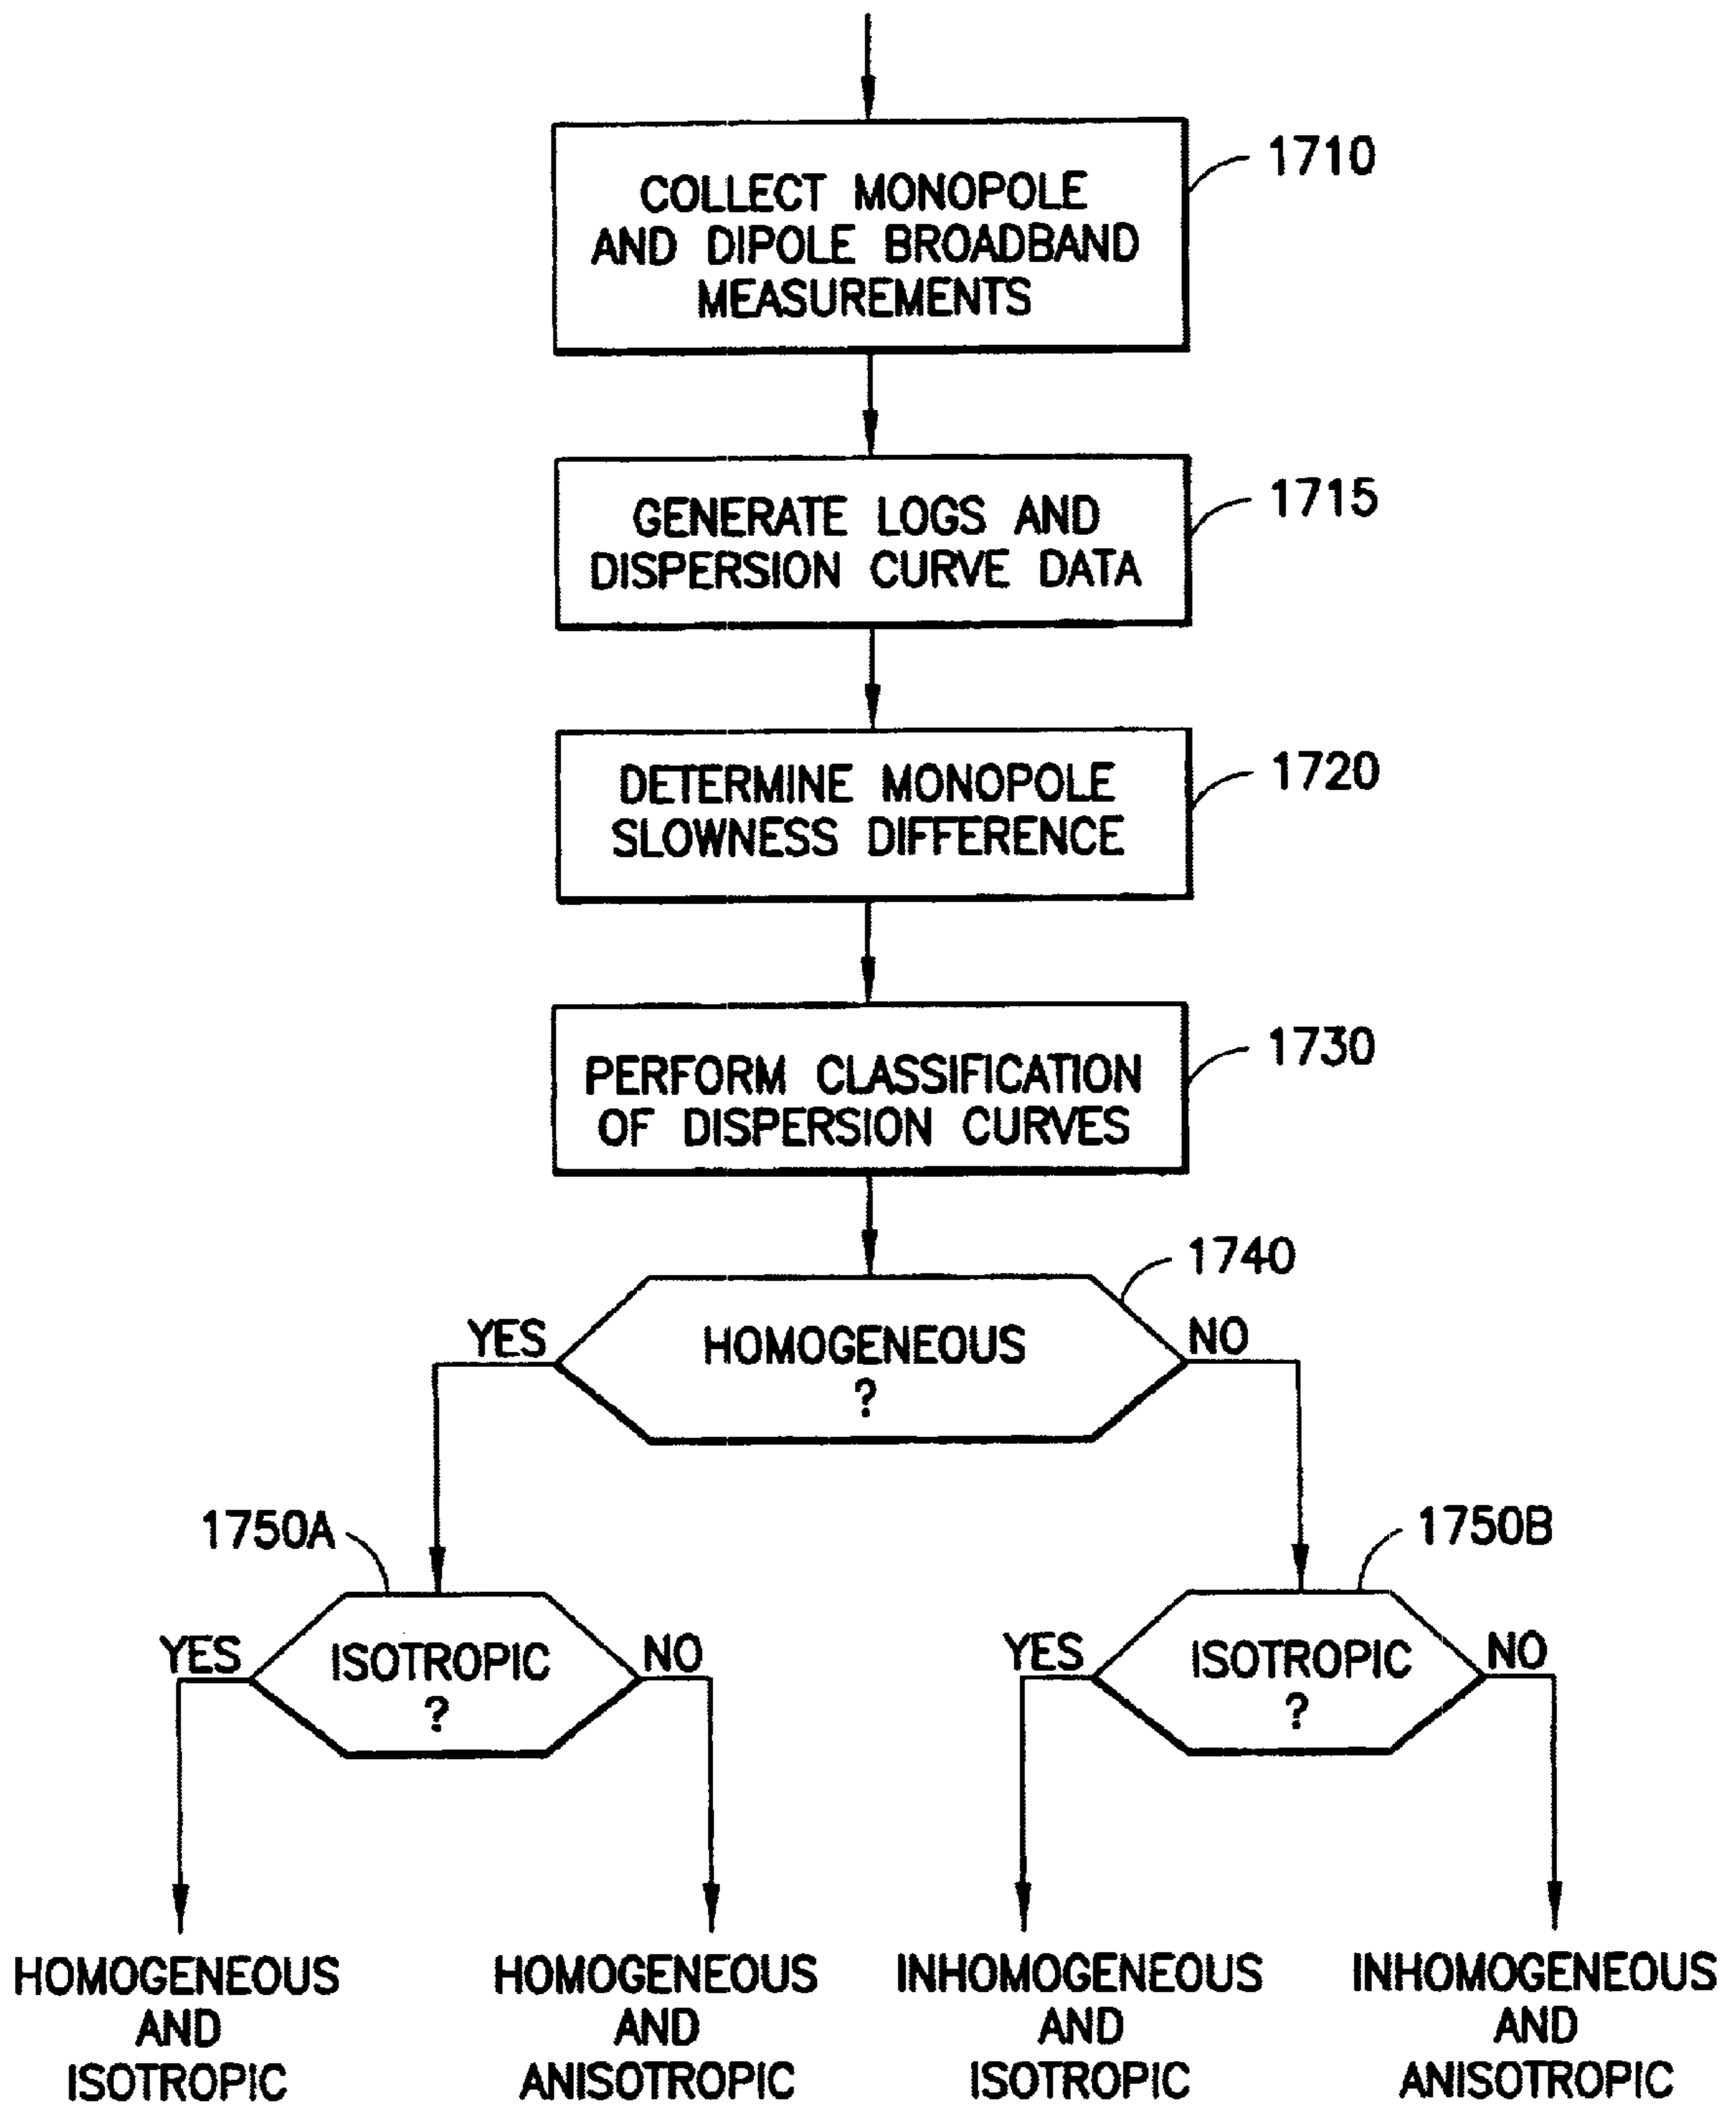 COLLECT MONOPOLE
AND DIPOLE BROADBAND
MEASUREMENTS
1710
GENERATE LOGS AND
DISPERSION CURVE DATA
1715
DETERMINE MONOPOLE
SLOWNESS DIFFERENCE
1720
PERFORM CLASSIFICATION
OF DISPERSION CURVES
1730
1740
YES
HOMOGENEOUS
?
NO
1750A
YES
ISOTROPIC
?
NO
1750B
YES
ISOTROPIC
?
NO
HOMOGENEOUS
AND
ISOTROPIC
HOMOGENEOUS
AND
ANISOTROPIC
INHOMOGENEOUS
AND
ISOTROPIC
INHOMOGENEOUS
AND
ANISOTROPIC